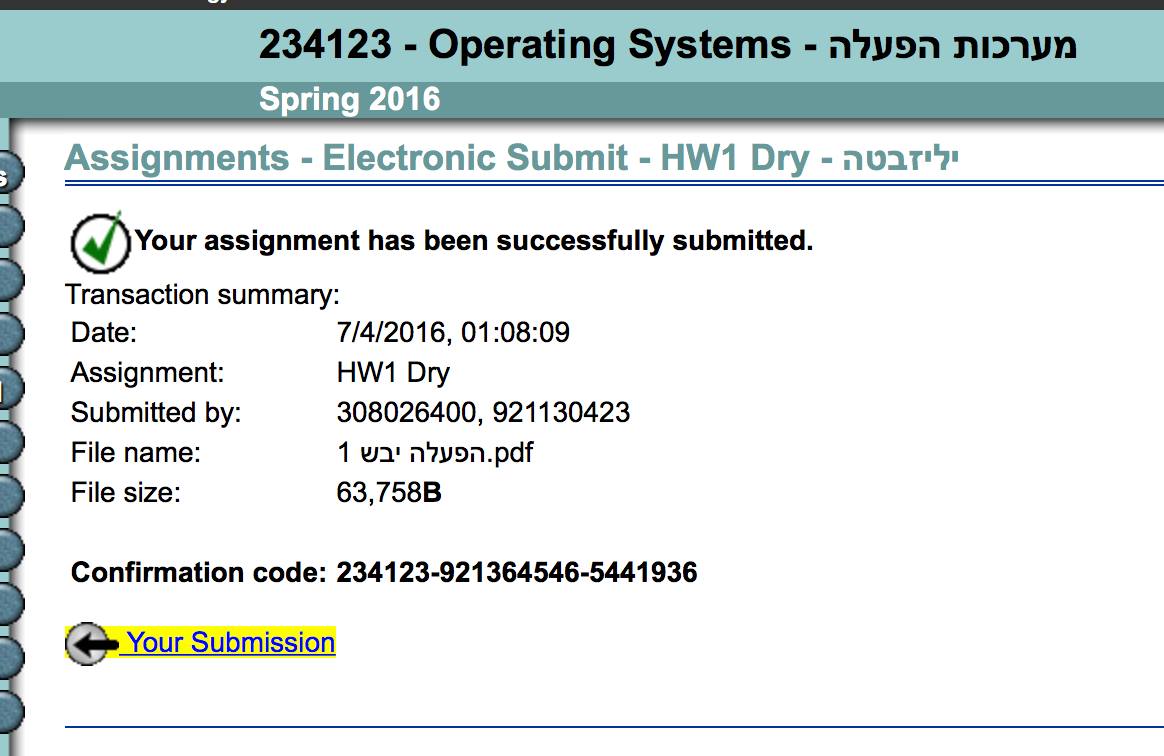 234123 - Operating Systems - מערכות הפעלה
Spring 2016
Assignments - Electronic Submit - HW1 Dry - יליזבטה
Your assignment has been successfully submitted.
Transaction summary:
Date: 7/4/2016, 01:08:09
Assignment: HW1 Dry
Submitted by: 308026400, 921130423
File name: הפעלה יבש 1.pdf
File size: 63,758B
Confirmation code: 234123-921364546-5441936
Your Submission